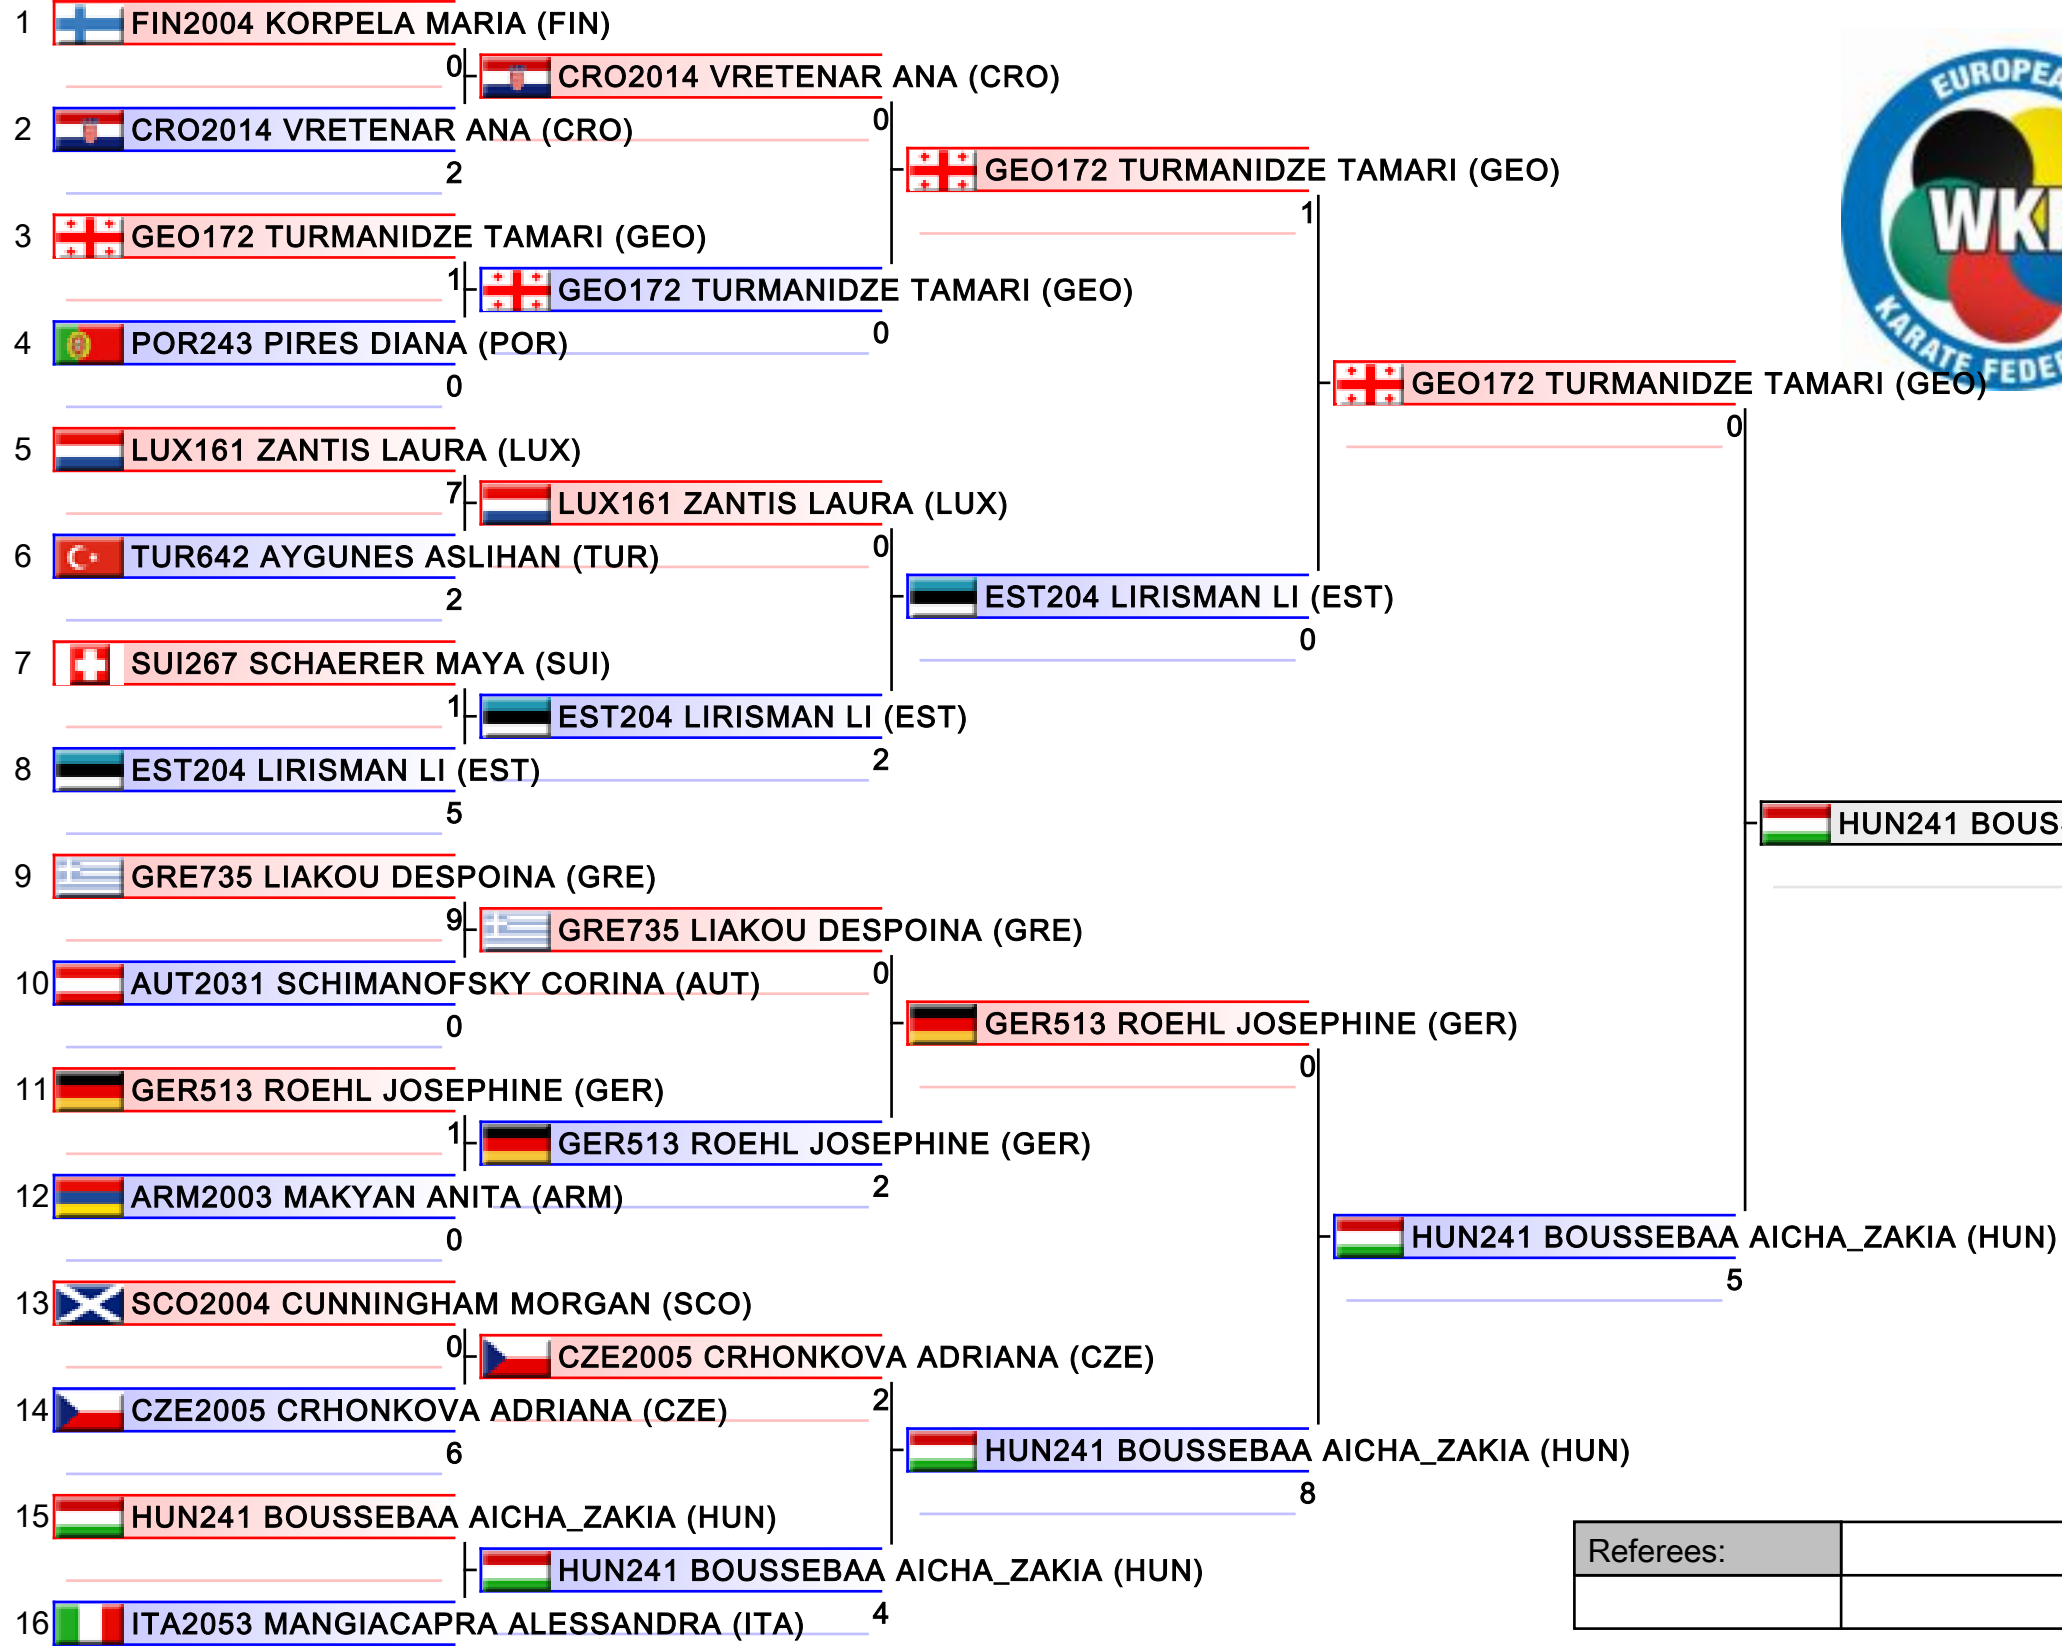 1 FIN2004 KORPELA MARIA (FIN)
0
CRO2014 VRETENAR ANA (CRO)
0
2 CRO2014 VRETENAR ANA (CRO)
2
GEO172 TURMANIDZE TAMARI (GEO)
1
3 GEO172 TURMANIDZE TAMARI (GEO)
1
GEO172 TURMANIDZE TAMARI (GEO)
0
4 POR243 PIRES DIANA (POR)
0
GEO172 TURMANIDZE TAMARI (GEO)
0
5 LUX161 ZANTIS LAURA (LUX)
7
LUX161 ZANTIS LAURA (LUX)
0
6 TUR642 AYGUNES ASLIHAN (TUR)
2
EST204 LIRISMAN LI (EST)
0
7 SUI267 SCHAERER MAYA (SUI)
1
EST204 LIRISMAN LI (EST)
2
8 EST204 LIRISMAN LI (EST)
5
HUN241 BOUS
9 GRE735 LIAKOU DESPOINA (GRE)
9
GRE735 LIAKOU DESPOINA (GRE)
0
10 AUT2031 SCHIMANOFSKY CORINA (AUT)
0
GER513 ROEHL JOSEPHINE (GER)
0
11 GER513 ROEHL JOSEPHINE (GER)
1
GER513 ROEHL JOSEPHINE (GER)
2
12 ARM2003 MAKYAN ANITA (ARM)
0
HUN241 BOUSSEBAA AICHA_ZAKIA (HUN)
5
13 SCO2004 CUNNINGHAM MORGAN (SCO)
0
CZE2005 CRHONKOVA ADRIANA (CZE)
2
14 CZE2005 CRHONKOVA ADRIANA (CZE)
6
HUN241 BOUSSEBAA AICHA_ZAKIA (HUN)
8
15 HUN241 BOUSSEBAA AICHA_ZAKIA (HUN)
HUN241 BOUSSEBAA AICHA_ZAKIA (HUN)
4
16 ITA2053 MANGIACAPRA ALESSANDRA (ITA)
EUROPEA
WK
KARATE FEDE
Referees: